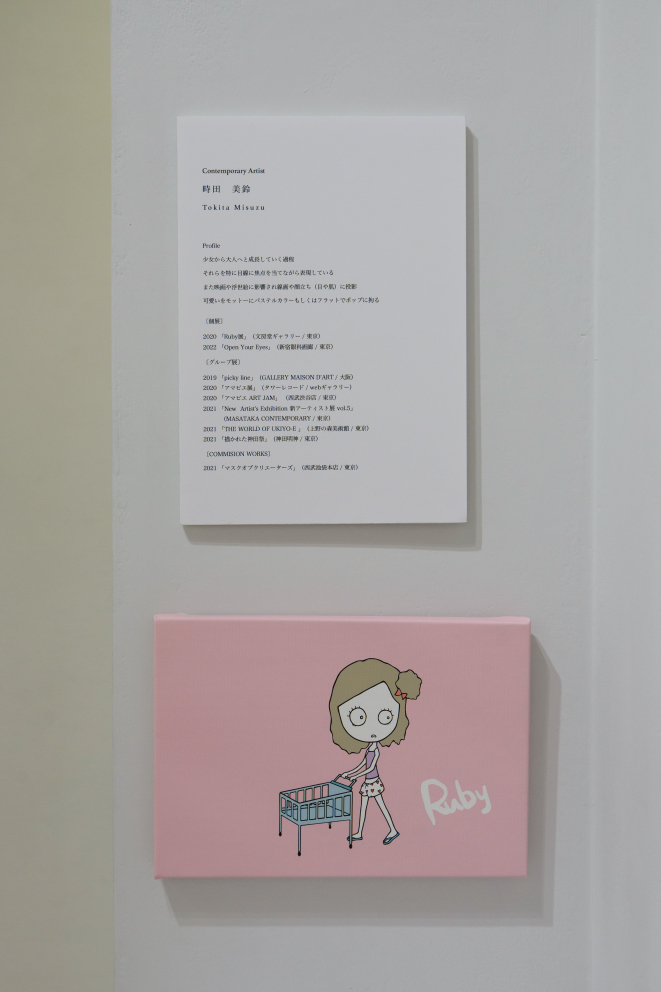 Contemporary Artist
時田 美鈴
Tokita Misuzu
Profile
少女から大人へと成長していく過程
それらを時に目線に焦点を当てながら表現している
また映画や浮世絵に影響され線画や顔立ち（目や肌）に投影
可愛いをモットーにパステルカラーもしくはフラットでポップに拘る
［個展］
2020 「Ruby展」（文房堂ギャラリー / 東京）
2022 「Open Your Eyes」（新宿眼科画廊 / 東京）
［グループ展］
2019 「picky line」（GALLERY MAISON D'ART / 大阪）
2020 「アマビエ展」（タワーレコード / webギャラリー）
2020 「アマビエ ART JAM」 （西武渋谷店 / 東京）
2021 「New Artist's Exhibition 新アーティスト展 vol.5」
（MASATAKA CONTEMPORARY / 東京）
2021 「THE WORLD OF UKIYO-E 」（上野の森美術館 / 東京）
2021 「描かれた神田祭」（神田明神 / 東京）
［COMMISION WORKS］
2021 「マスクオブクリエーターズ」（西武池袋本店 / 東京）
Ruby